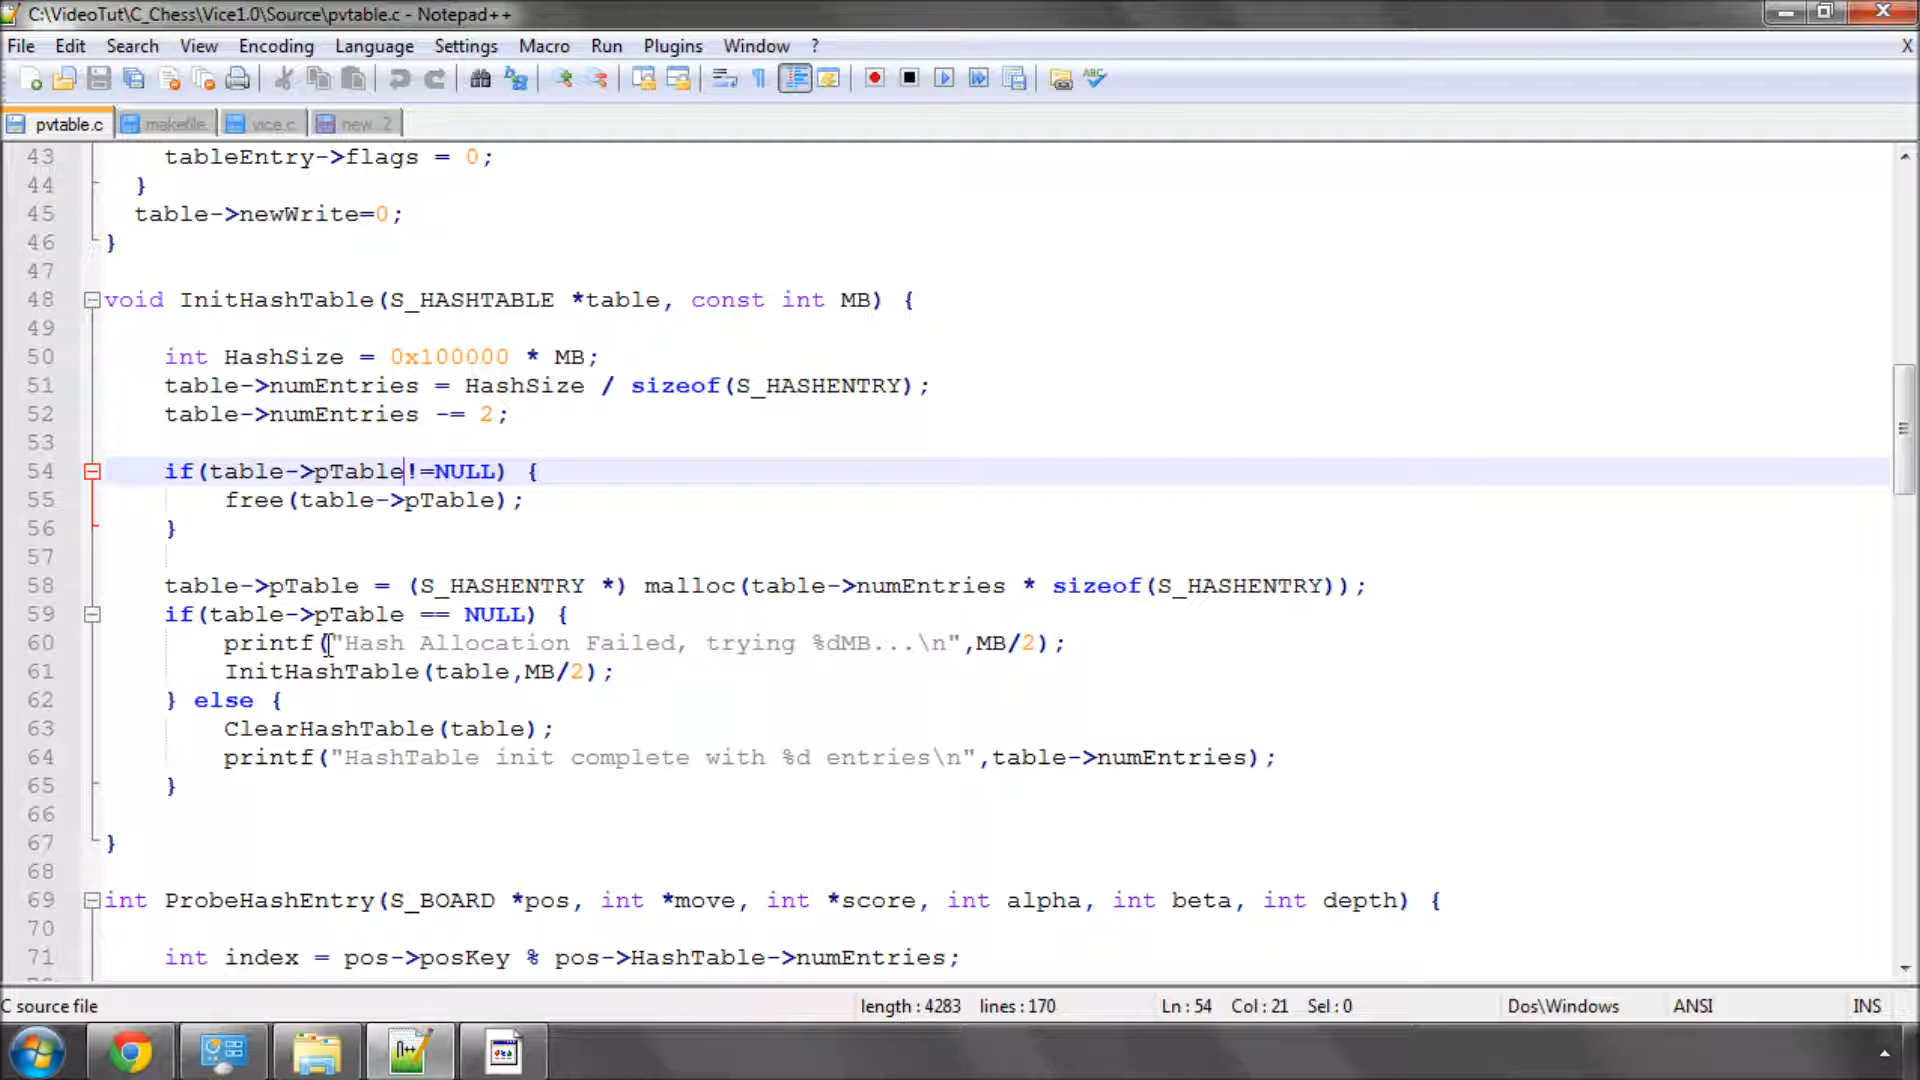 C:\VideoTut\C_Chess\Vice1.0\Source\pvtable.c - Notepad++
File Edit Search View Encoding Language Settings Macro Run Plugins Window ? X
pvtable.c makefile vice.c new 2
43 tableEntry->flags = 0;
44 }
45 table->newWrite=0;
46 }
47
48 void InitHashTable(S_HASHTABLE *table, const int MB) {
49
50 int HashSize = 0x100000 * MB;
51 table->numEntries = HashSize / sizeof(S_HASHENTRY);
52 table->numEntries -= 2;
53
54 if(table->pTable!=NULL) {
55 free(table->pTable);
56 }
57
58 table->pTable = (S_HASHENTRY *) malloc(table->numEntries * sizeof(S_HASHENTRY));
59 if(table->pTable == NULL) {
60 printf("Hash Allocation Failed, trying %dMB...\n",MB/2);
61 InitHashTable(table,MB/2);
62 } else {
63 ClearHashTable(table);
64 printf("HashTable init complete with %d entries\n",table->numEntries);
65 }
66
67 }
68
69 int ProbeHashEntry(S_BOARD *pos, int *move, int *score, int alpha, int beta, int depth) {
70
71 int index = pos->posKey % pos->HashTable->numEntries;
C source file length : 4283 lines : 170 Ln : 54 Col : 21 Sel : 0 Dos\Windows ANSI INS